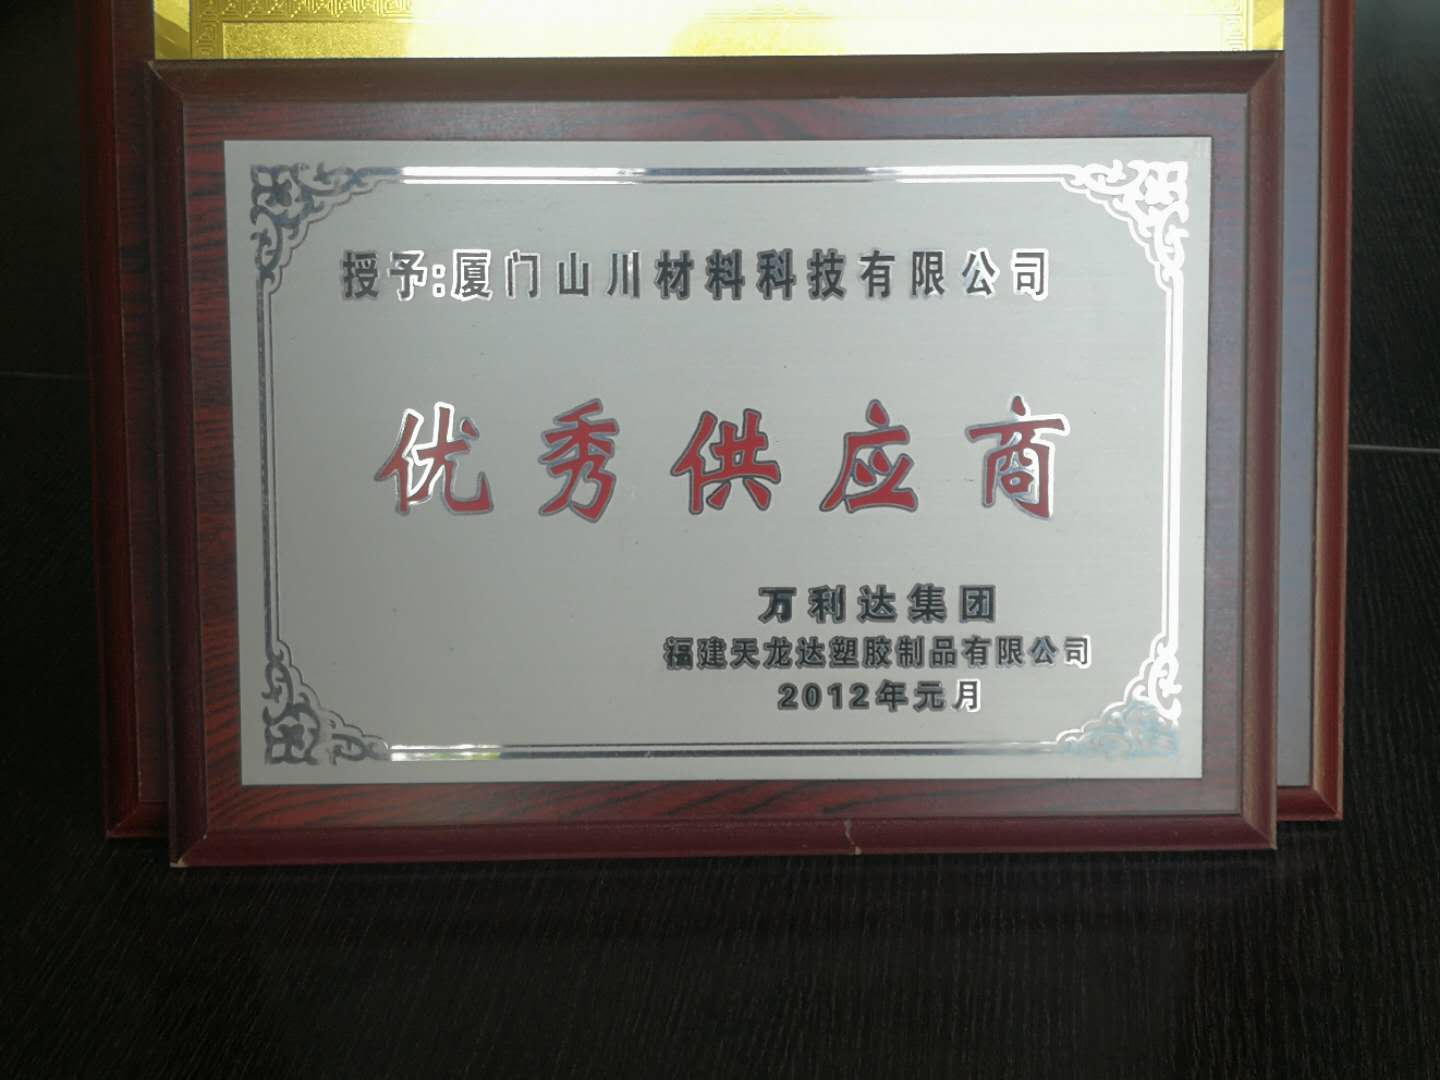 授予:厦门山川材料科技有限公司
优秀供应商
万利达集团
福建天龙达塑胶制品有限公司
2012年元月